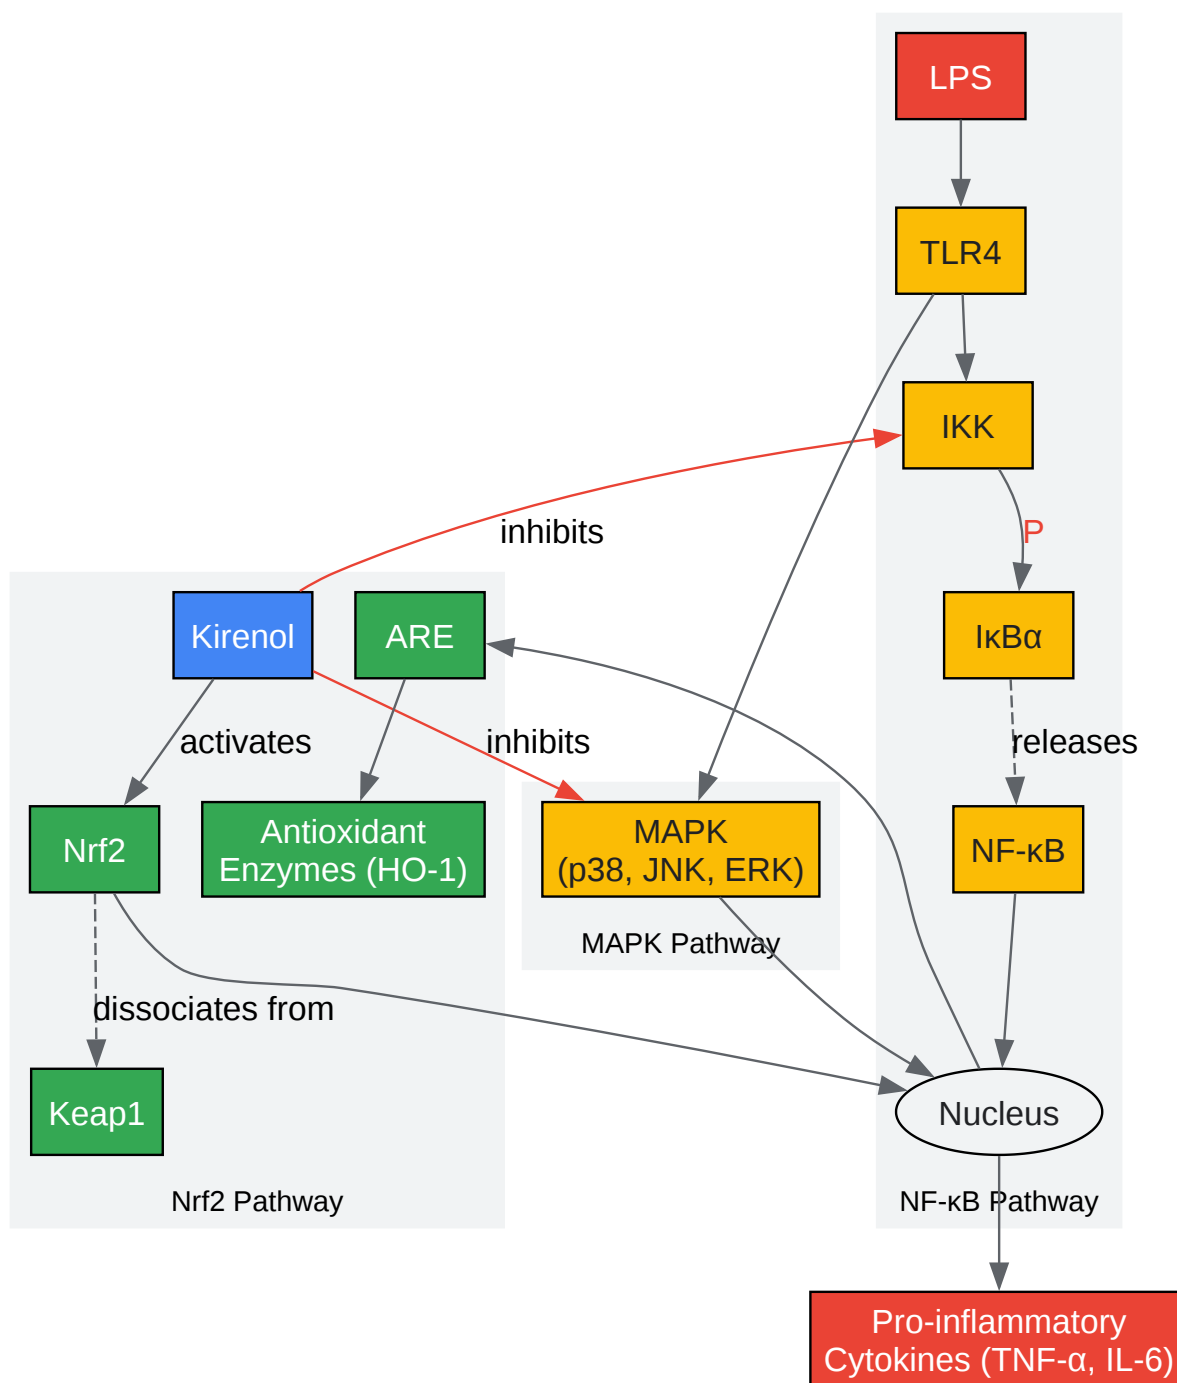 LPS
TLR4
IKK
inhibits
P
Kirenol
ARE
IκBα
activates
inhibits
releases
Nrf2
Antioxidant
Enzymes (HO-1)
MAPK
(p38, JNK, ERK)
NF-κB
MAPK Pathway
dissociates from
Keap1
Nucleus
Nrf2 Pathway
NF-κB Pathway
Pro-inflammatory
Cytokines (TNF-α, IL-6)